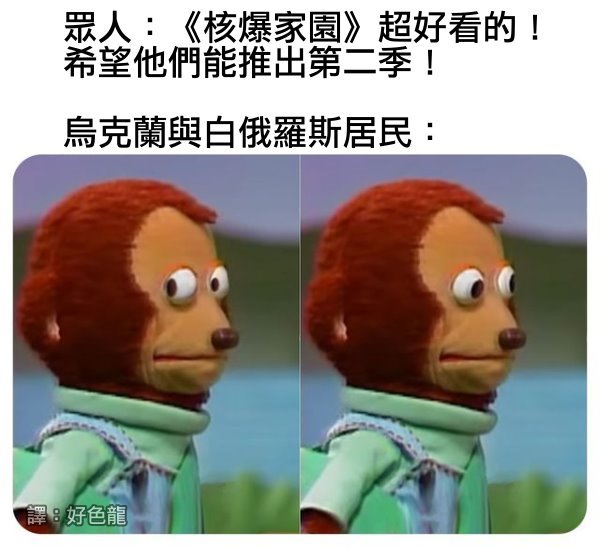 眾人：《核爆家園》超好看的！
希望他們能推出第二季！
烏克蘭與白俄羅斯居民：
譯：好色龍